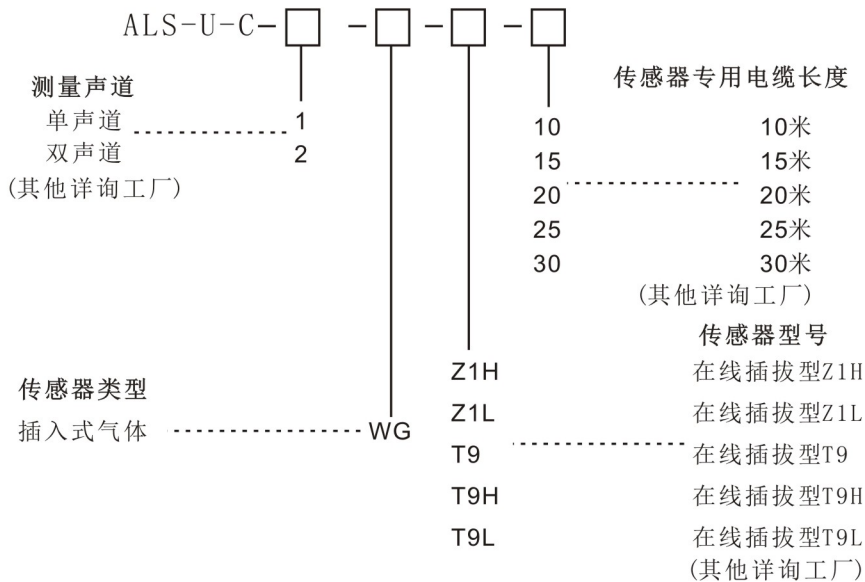 ALS-U-C-□ -□-□-□
测量声道
单声道 1
双声道 2
(其他详询工厂)
传感器专用电缆长度
10 10米
15 15米
20 20米
25 25米
30 30米
(其他详询工厂)
传感器类型
插入式气体 WG
传感器型号
Z1H 在线插拔型Z1H
Z1L 在线插拔型Z1L
T9 在线插拔型T9
T9H 在线插拔型T9H
T9L 在线插拔型T9L
(其他详询工厂)